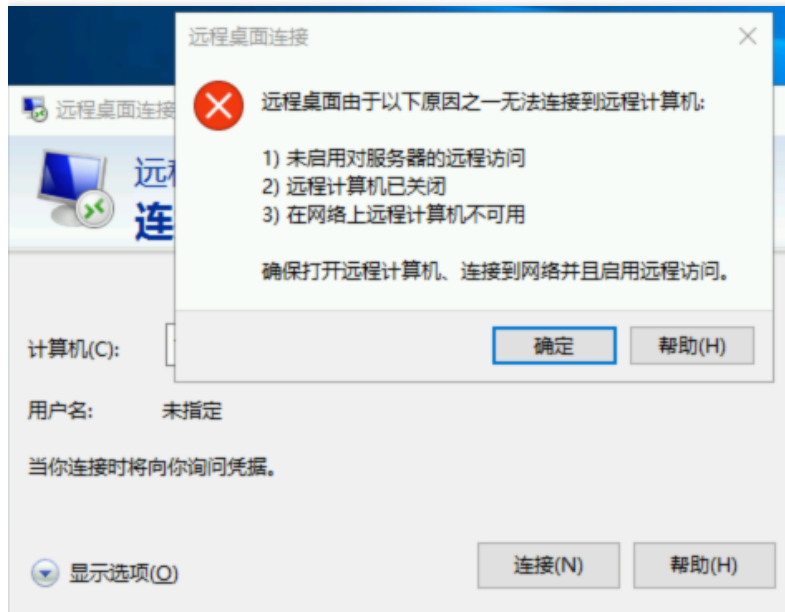 远程桌面连接
远程桌面连接
远程桌面由于以下原因之一无法连接到远程计算机:
1) 未启用对服务器的远程访问
2) 远程计算机已关闭
3) 在网络上远程计算机不可用
确保打开远程计算机、连接到网络并且启用远程访问。
确定 帮助(H)
远
连
计算机(C):
用户名: 未指定
当你连接时将向你询问凭据。
显示选项(O) 连接(N) 帮助(H)